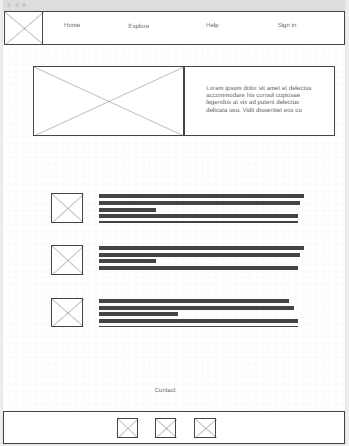 Home
Explore
Help
Sign in
Lorem ipsum dolor sit amet ei delectus
accommodare his consul copiosae
legendos at vix ad putent delectus
delicata usu. Vidit dissentiet eos cu
Contact